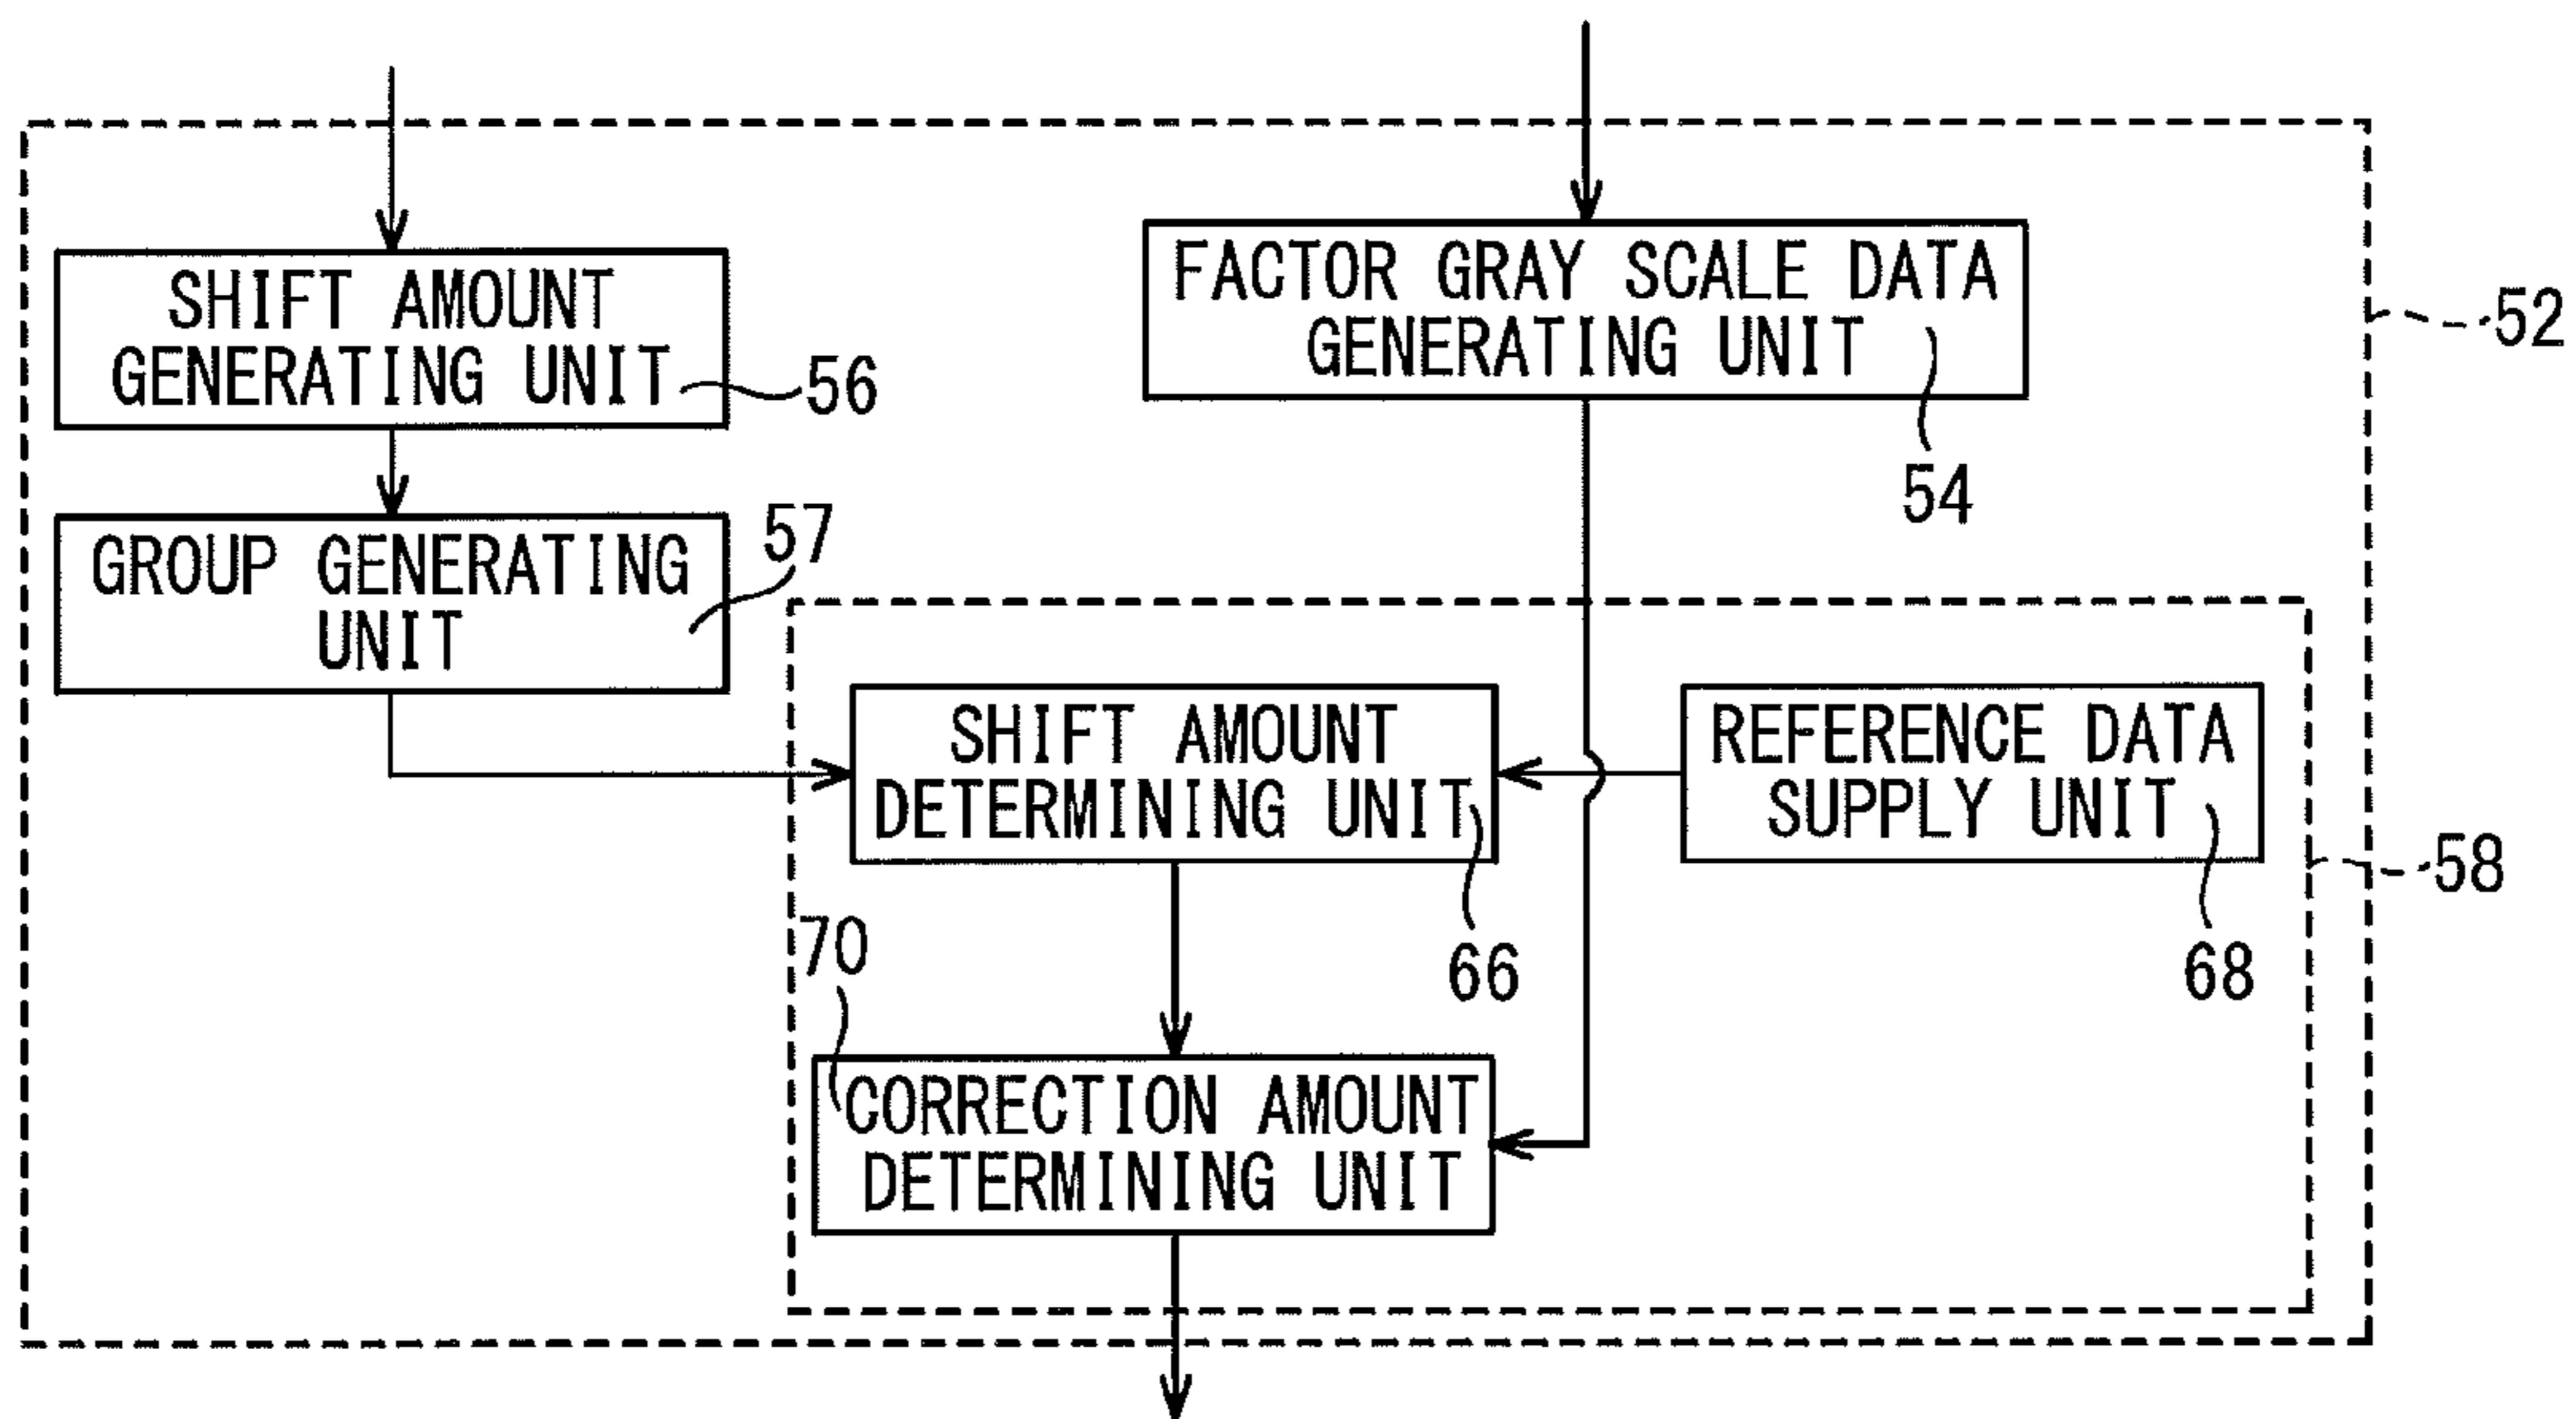 FACTOR GRAY SCALE DATA
GENERATING UNIT
54
52
SHIFT AMOUNT
GENERATING UNIT
56
GROUP GENERATING
UNIT
57
SHIFT AMOUNT
DETERMINING UNIT
66
REFERENCE DATA
SUPPLY UNIT
68
58
70
CORRECTION AMOUNT
DETERMINING UNIT